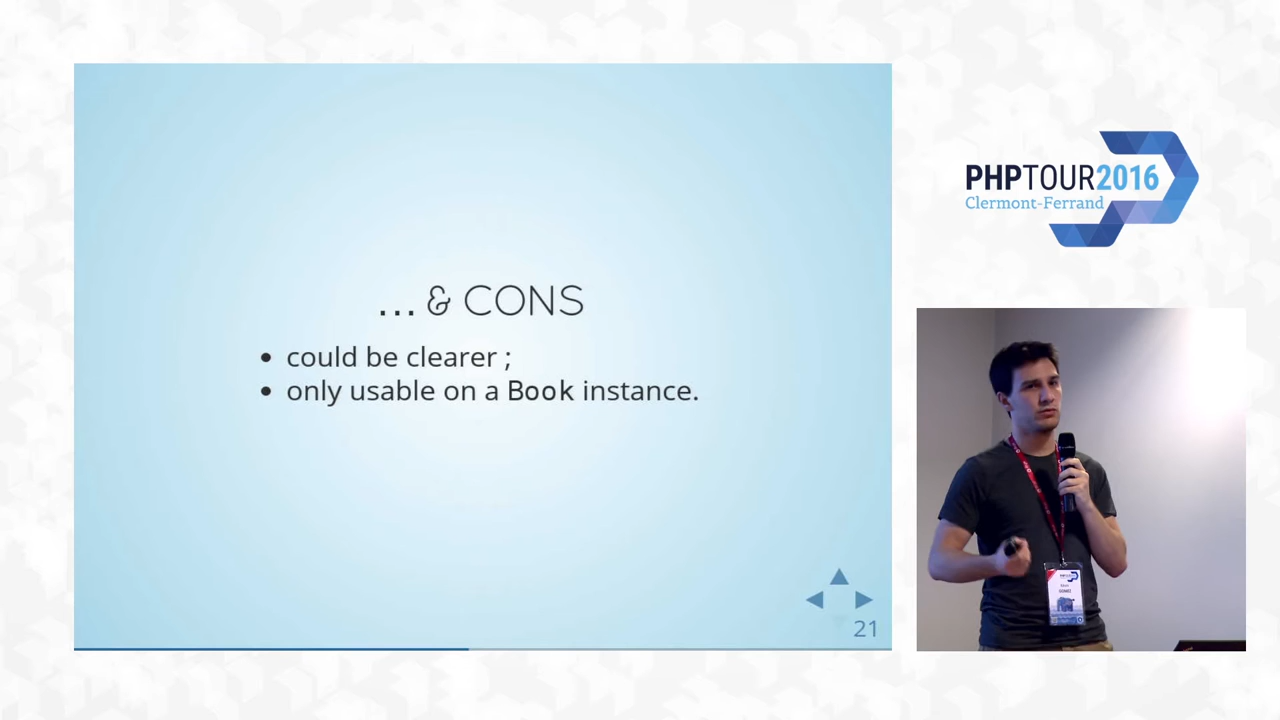 ... & CONS
could be clearer ;
only usable on a Book instance.
21
PHPTOUR2016
Clermont-Ferrand